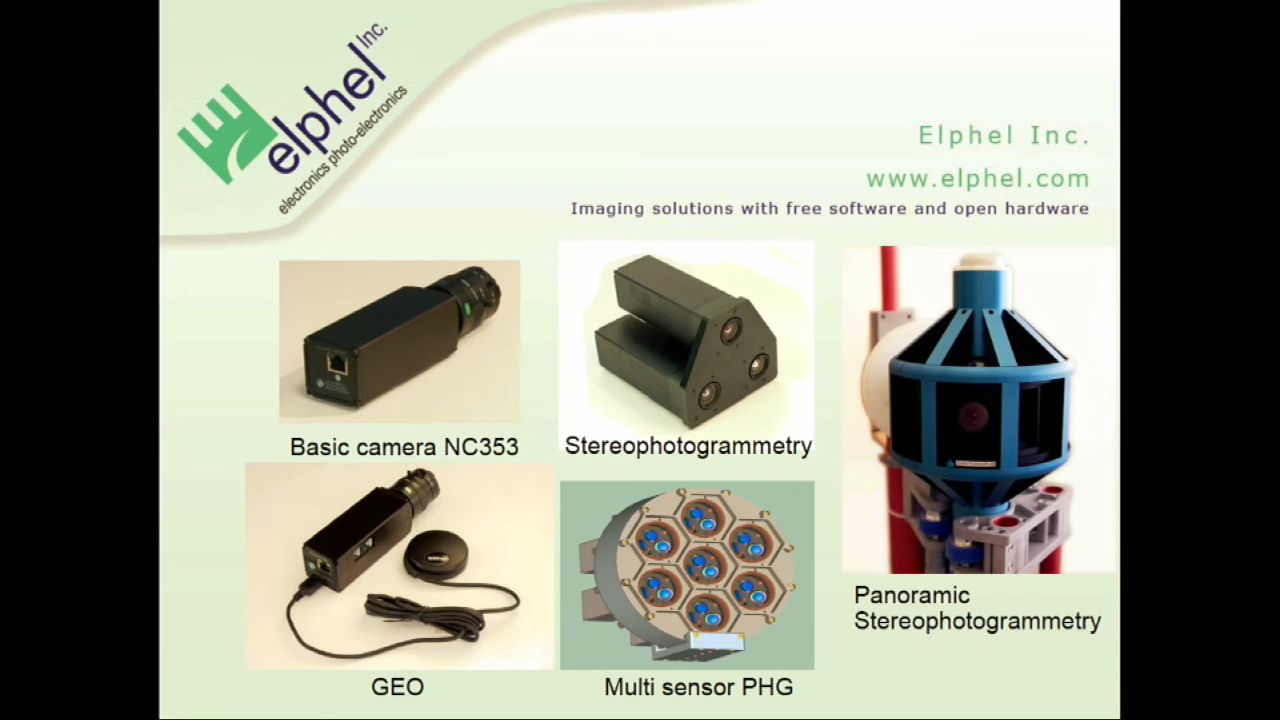 elphel Inc.
electronics photo-electronics
Elphel Inc.
www.elphel.com
Imaging solutions with free software and open hardware
Basic camera NC353
Stereophotogrammetry
GEO
Multi sensor PHG
Panoramic
Stereophotogrammetry